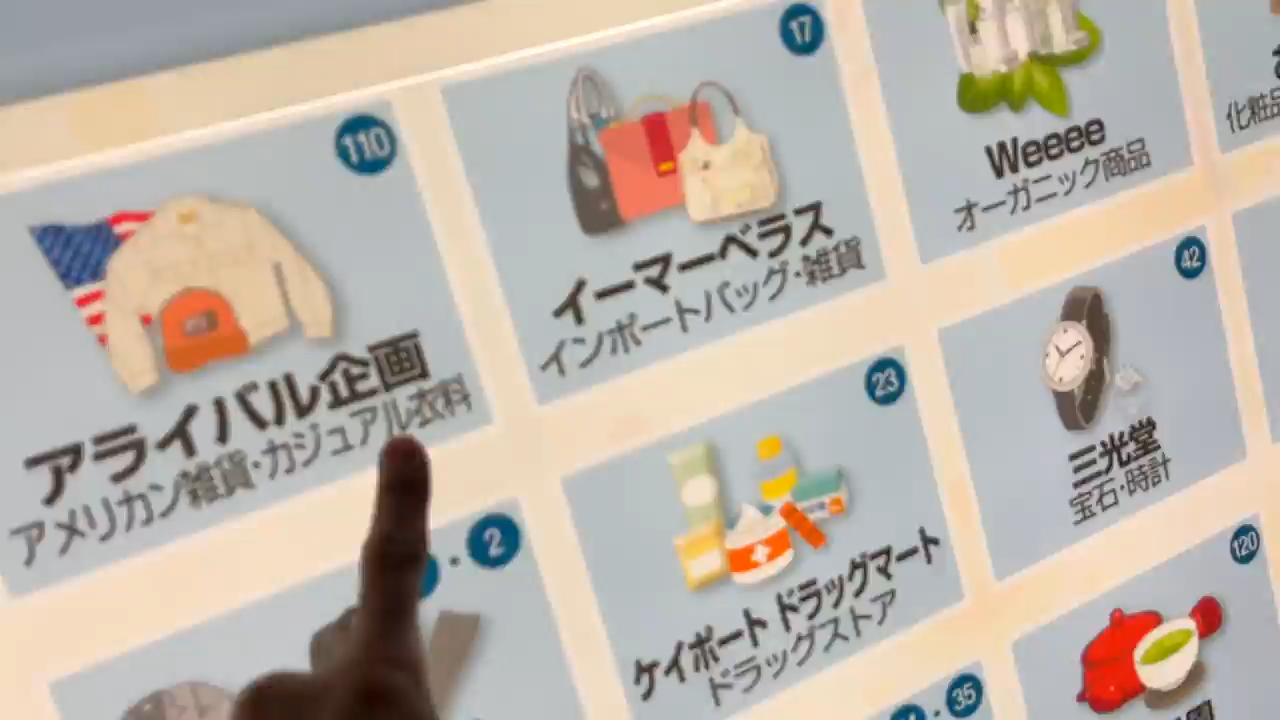 110
アライバル企画
アメリカン雑貨・カジュアル衣料
17
イーマーベラス
インポートバッグ・雑貨
Weeee
オーガニック商品
化粧品
・2
23
ケイポート ドラッグマート
ドラッグストア
42
三光堂
宝石・時計
・35
120